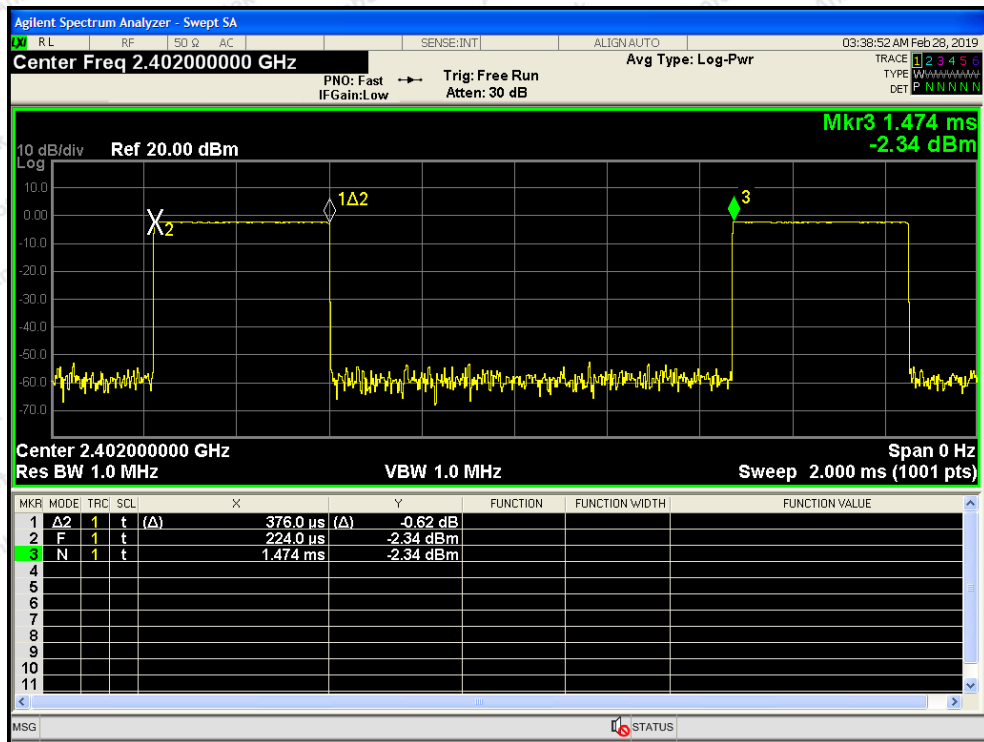 Agilent Spectrum Analyzer - Swept SA
LXI RL RF 50 Ω AC SENSE:INT ALIGN AUTO 03:38:52 AM Feb 28, 2019
Center Freq 2.402000000 GHz
PNO: Fast
IFGain:Low
Trig: Free Run
Atten: 30 dB
Avg Type: Log-Pwr
TRACE 1 2 3 4 5 6
TYPE W
DET P N N N N N
Mkr3 1.474 ms
-2.34 dBm
10 dB/div Ref 20.00 dBm
Log
10.0
0.00
-10.0
-20.0
-30.0
-40.0
-50.0
-60.0
-70.0
X2
1Δ2
3
Center 2.402000000 GHz Span 0 Hz
Res BW 1.0 MHz VBW 1.0 MHz Sweep 2.000 ms (1001 pts)
MKR MODE TRC SCL X Y FUNCTION FUNCTION WIDTH FUNCTION VALUE
1 Δ2 1 t (Δ) 376.0 µs (Δ) -0.62 dB
2 F 1 t 224.0 µs -2.34 dBm
3 N 1 t 1.474 ms -2.34 dBm
4
5
6
7
8
9
10
11
MSG STATUS